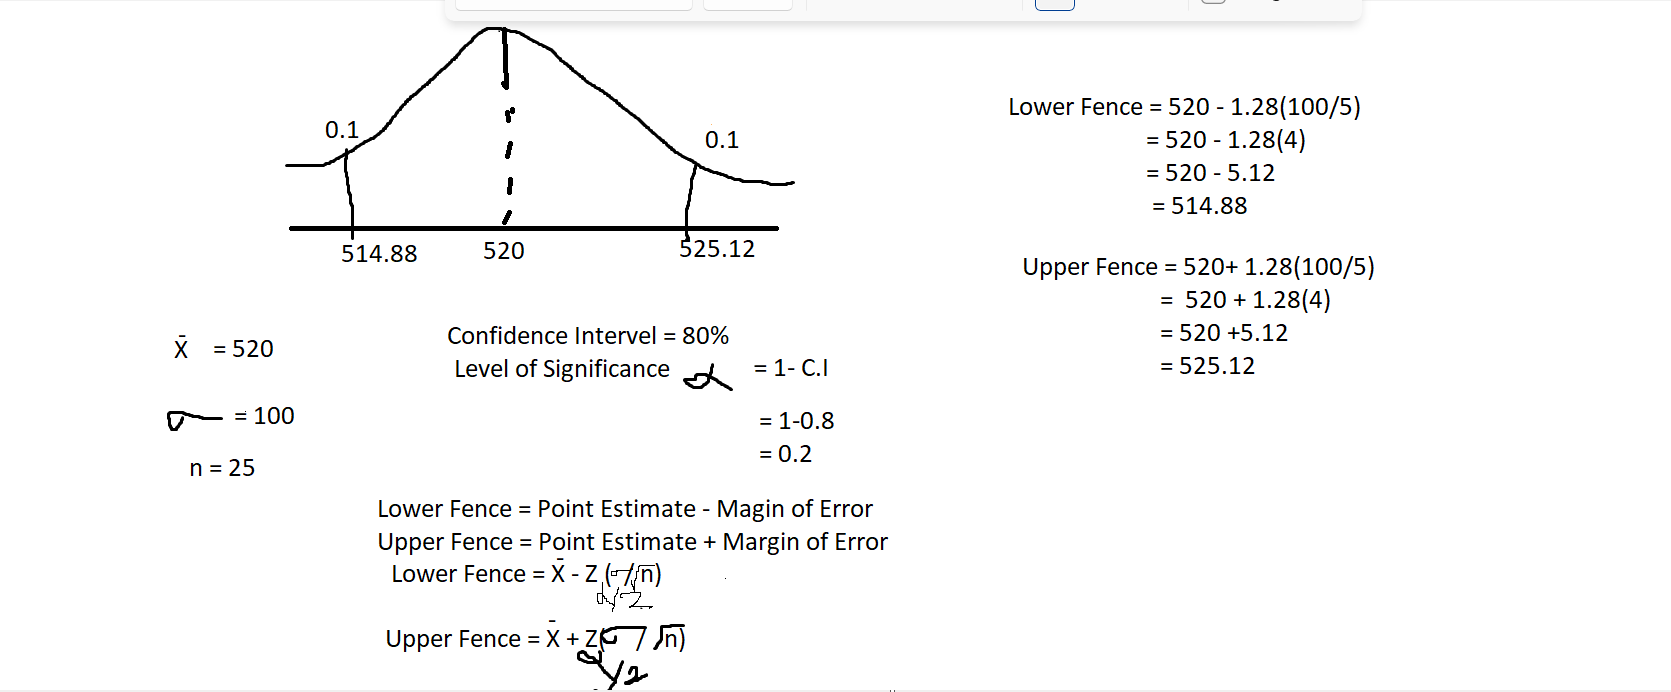 0.1
0.1
514.88 520 525.12
X̄ = 520
σ = 100
n = 25
Confidence Intervel = 80%
Level of Significance α = 1- C.I
= 1-0.8
= 0.2
Lower Fence = Point Estimate - Magin of Error
Upper Fence = Point Estimate + Margin of Error
Lower Fence = X̄ - Z α/2 (σ/√n)
Upper Fence = X̄ + Z α/2 (σ/√n)
Lower Fence = 520 - 1.28(100/5)
= 520 - 1.28(4)
= 520 - 5.12
= 514.88
Upper Fence = 520+ 1.28(100/5)
= 520 + 1.28(4)
= 520 +5.12
= 525.12